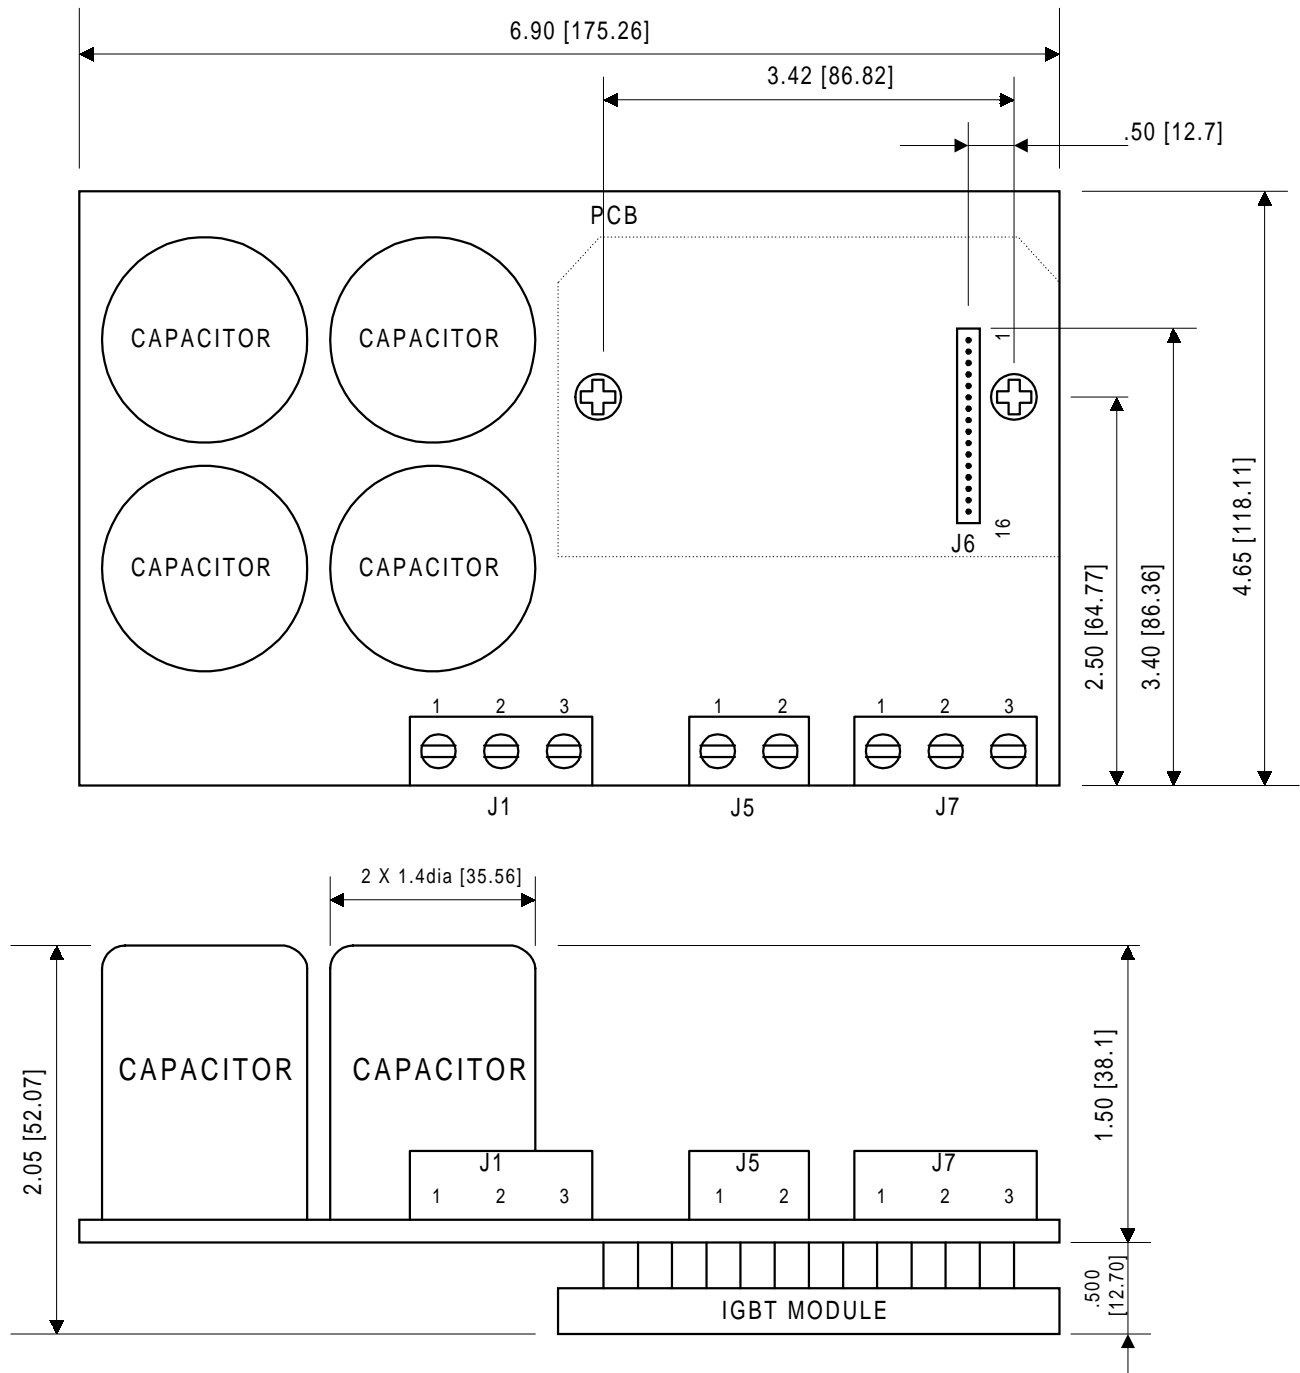 6.90 [175.26]
3.42 [86.82]
.50 [12.7]
PCB
CAPACITOR
CAPACITOR
1
16
J6
CAPACITOR
CAPACITOR
2.50 [64.77]
3.40 [86.36]
4.65 [118.11]
1 2 3
1 2
1 2 3
J1
J5
J7
2 X 1.4dia [35.56]
CAPACITOR
CAPACITOR
2.05 [52.07]
1.50 [38.1]
J1
J5
J7
1 2 3
1 2
1 2 3
.500
[12.70]
IGBT MODULE